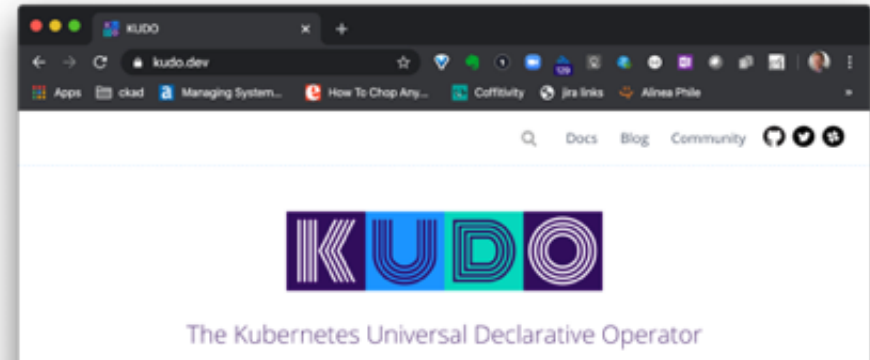 KUDO
kudo.dev
129
Apps ckad Managing System... How To Chop Any... Coffitivity jira links Alinea Phile
Docs Blog Community
KUDO
The Kubernetes Universal Declarative Operator